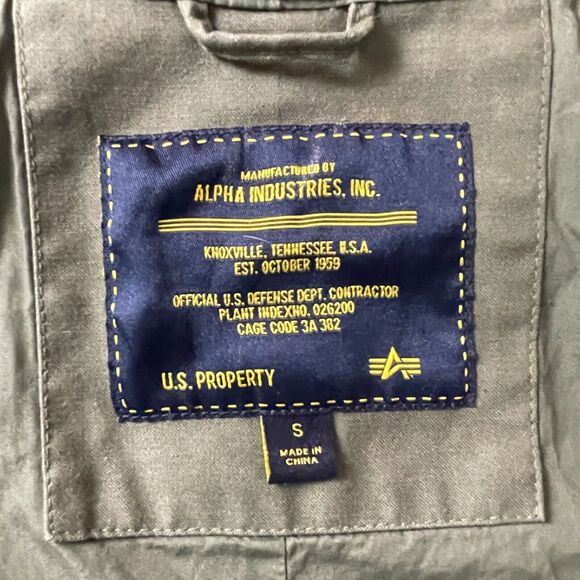 MANUFACTURED BY
ALPHA INDUSTRIES, INC.
KNOXVILLE, TENNESSEE, U.S.A.
EST. OCTOBER 1959
OFFICIAL U.S. DEFENSE DEPT. CONTRACTOR
PLANT INDEXNO. 026200
CAGE CODE 3A 382
U.S. PROPERTY
S
MADE IN
CHINA